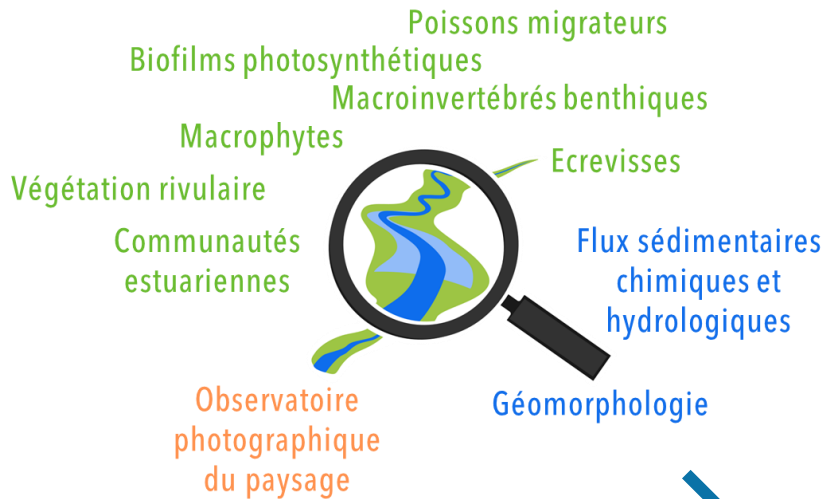 Poissons migrateurs
Biofilms photosynthétiques
Macroinvertébrés benthiques
Macrophytes
Ecrevisses
Végétation rivulaire
Communautés
estuariennes
Flux sédimentaires
chimiques et
hydrologiques
Observatoire
photographique
du paysage
Géomorphologie